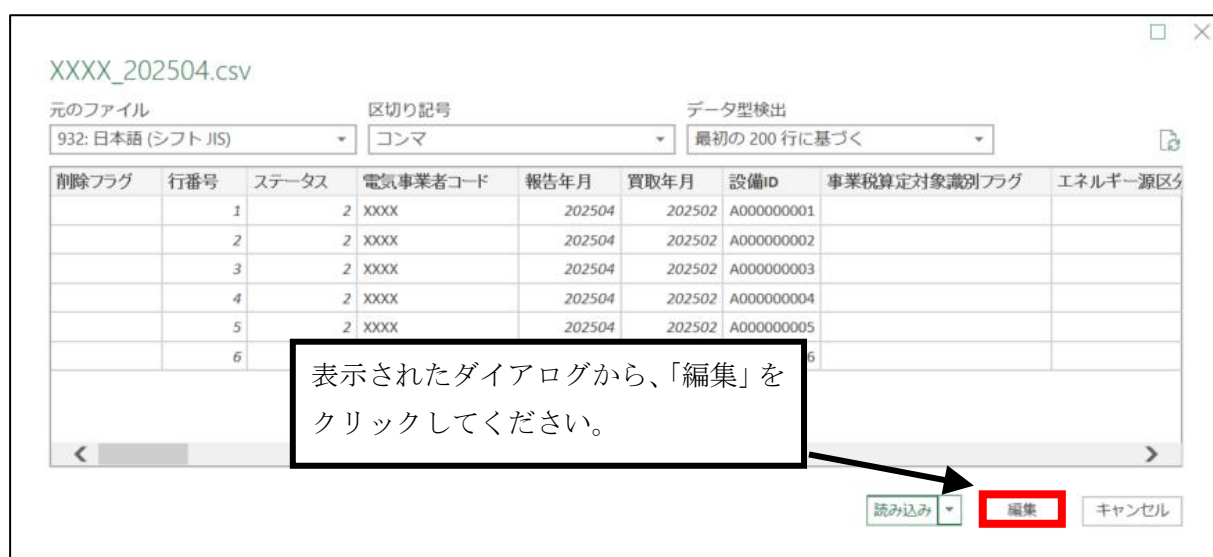 XXXX_202504.csv
元のファイル 区切り記号 データ型検出
932: 日本語 (シフト JIS) コンマ 最初の 200 行に基づく
削除フラグ 行番号 ステータス 電気事業者コード 報告年月 買取年月 設備ID 事業税算定対象識別フラグ エネルギー源区分
1 2 XXXX 202504 202502 A000000001
2 2 XXXX 202504 202502 A000000002
3 2 XXXX 202504 202502 A000000003
4 2 XXXX 202504 202502 A000000004
5 2 XXXX 202504 202502 A000000005
6 6
表示されたダイアログから、「編集」を
クリックしてください。
読み込み 編集 キャンセル